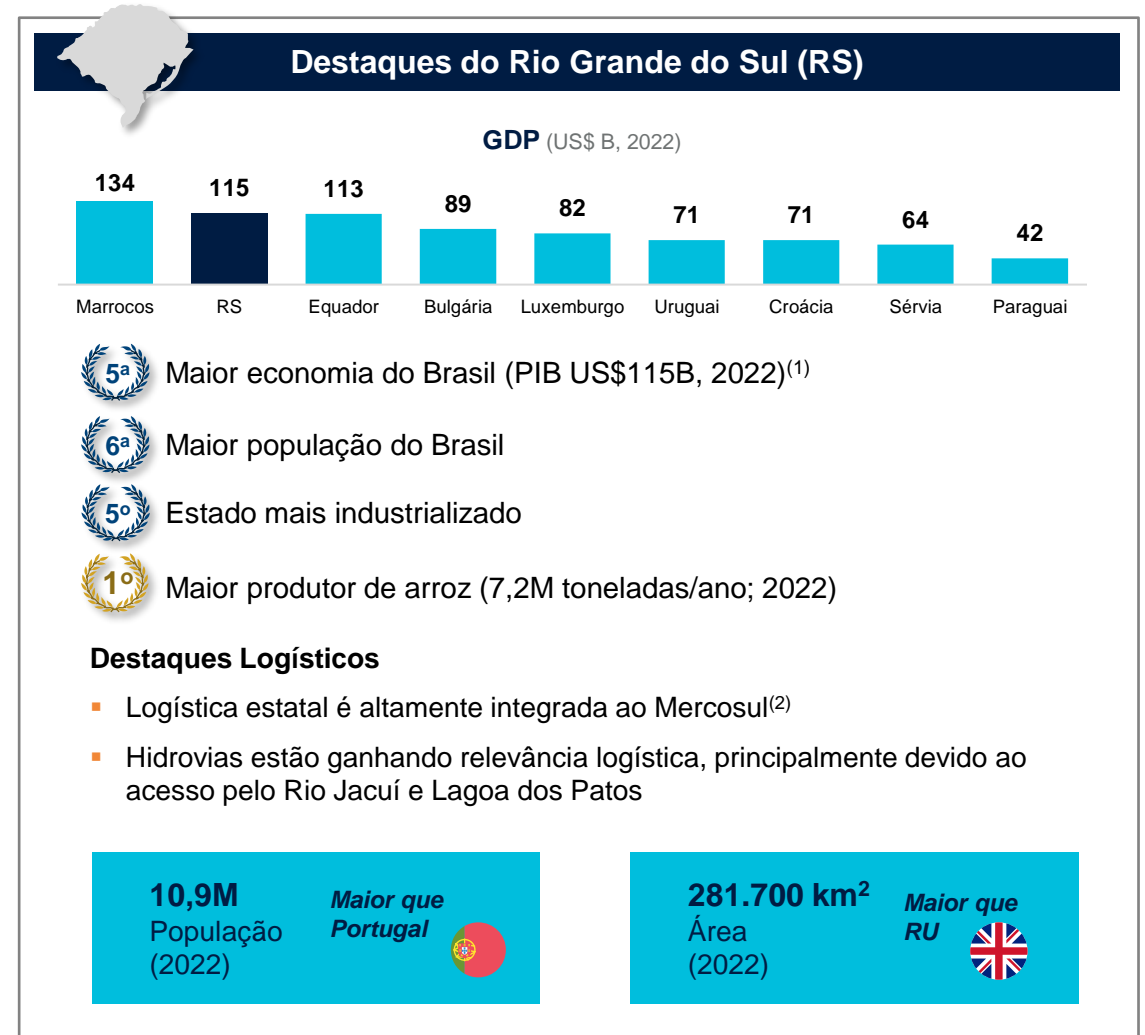 Destaques do Rio Grande do Sul (RS)
GDP (US$ B, 2022)
134 115 113 89 82 71 71 64 42
Marrocos RS Equador Bulgária Luxemburgo Uruguai Croácia Sérvia Paraguai
5ª Maior economia do Brasil (PIB US$115B, 2022)(1)
6ª Maior população do Brasil
5º Estado mais industrializado
1º Maior produtor de arroz (7,2M toneladas/ano; 2022)
Destaques Logísticos
▪ Logística estatal é altamente integrada ao Mercosul(2)
▪ Hidrovias estão ganhando relevância logística, principalmente devido ao
acesso pelo Rio Jacuí e Lagoa dos Patos
10,9M
População
(2022)
Maior que
Portugal
281.700 km²
Área
(2022)
Maior que
RU